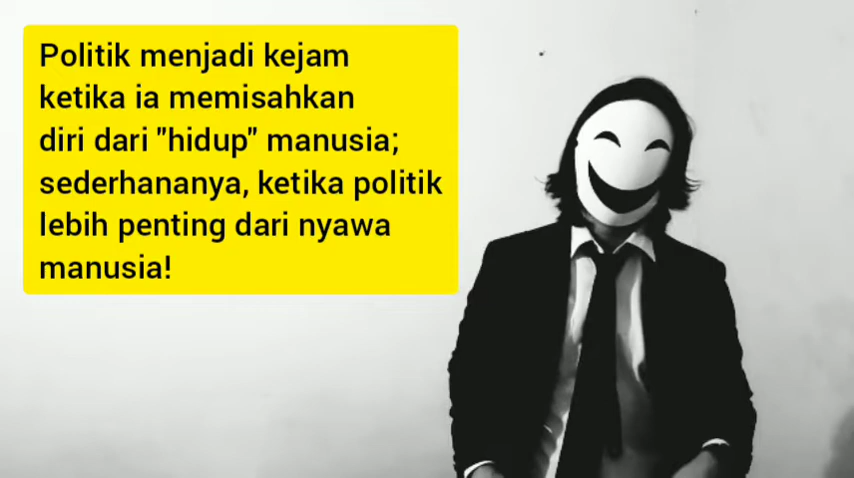 Politik menjadi kejam
ketika ia memisahkan
diri dari "hidup" manusia;
sederhananya, ketika politik
lebih penting dari nyawa
manusia!